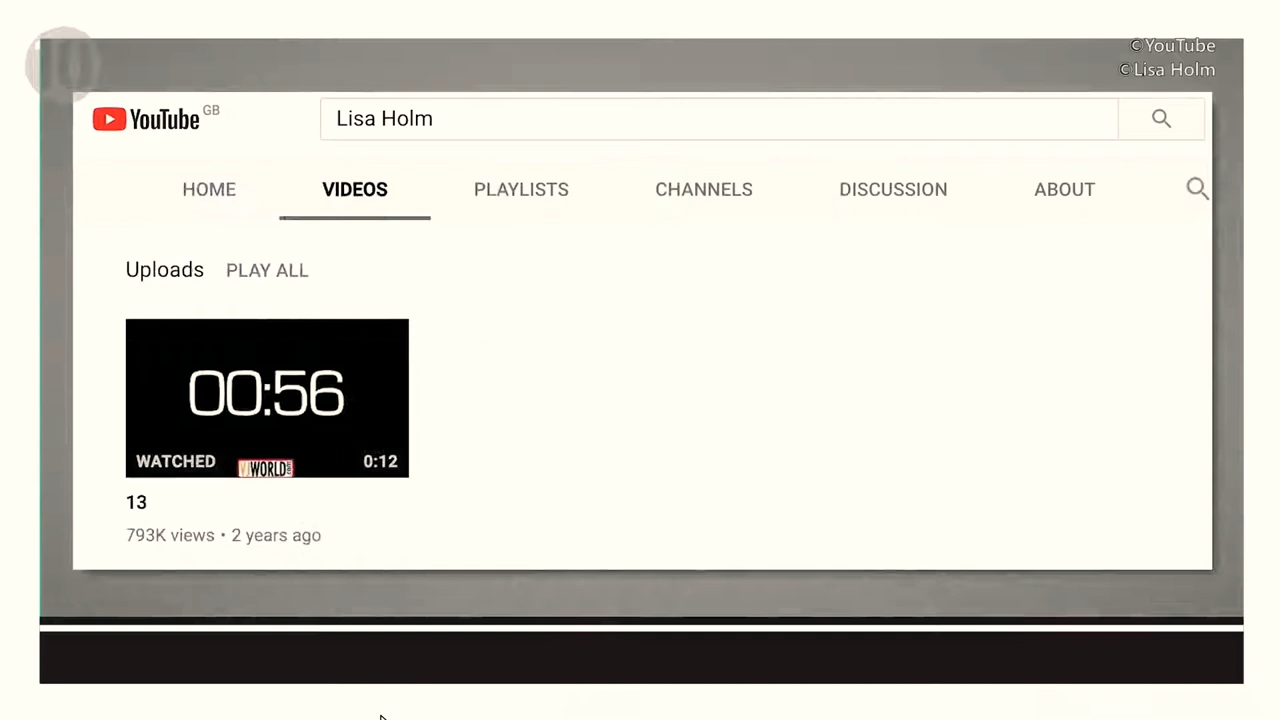 10
©YouTube
©Lisa Holm
YouTube GB
Lisa Holm
HOME VIDEOS PLAYLISTS CHANNELS DISCUSSION ABOUT
Uploads PLAY ALL
00:56
WATCHED WORLD 0:12
13
793K views • 2 years ago